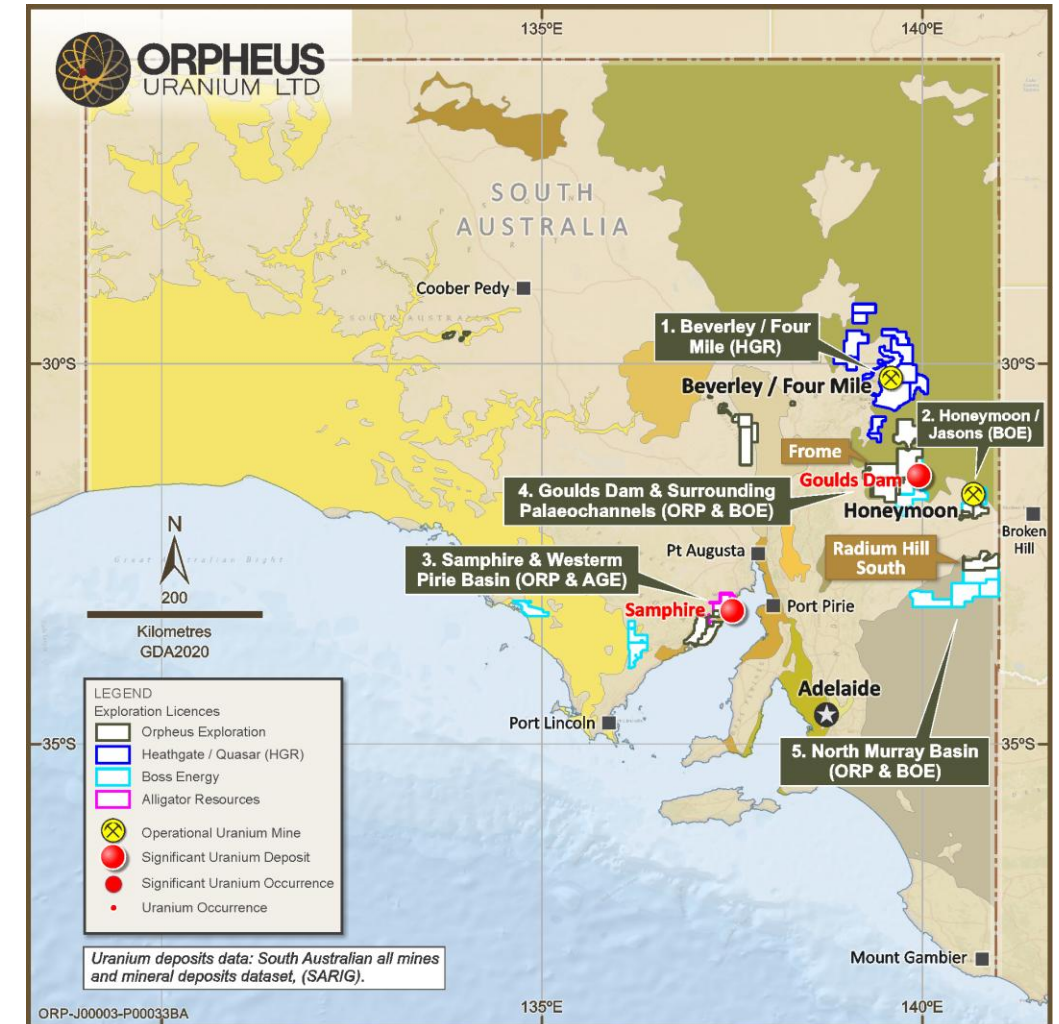 ORPHEUS
URANIUM LTD
135ºE
140ºE
SOUTH
AUSTRALIA
Coober Pedy
SOUTH AUSTRALIA
1. Beverley / Four
Mile (HGR)
30ºS
30ºS
Beverley / Four Mile
2. Honeymoon /
Jasons (BOE)
Frome
Goulds Dam
4. Goulds Dam & Surrounding
Palaeochannels (ORP & BOE)
Honeymoon
Broken
Hill
N
Great Australian Bight
Pt Augusta
Radium Hill
South
3. Samphire & Westerm
Pirie Basin (ORP & AGE)
200
Samphire
Port Pirie
Kilometres
GDA2020
LEGEND
Exploration Licences
Orpheus Exploration
Heathgate / Quasar (HGR)
Boss Energy
Alligator Resources
Operational Uranium Mine
Significant Uranium Deposit
Significant Uranium Occurrence
Uranium Occurrence
Adelaide
Port Lincoln
35ºS
35ºS
5. North Murray Basin
(ORP & BOE)
Uranium deposits data: South Australian all mines
and mineral deposits dataset, (SARIG).
Mount Gambier
ORP-J00003-P00033BA
135ºE
140ºE